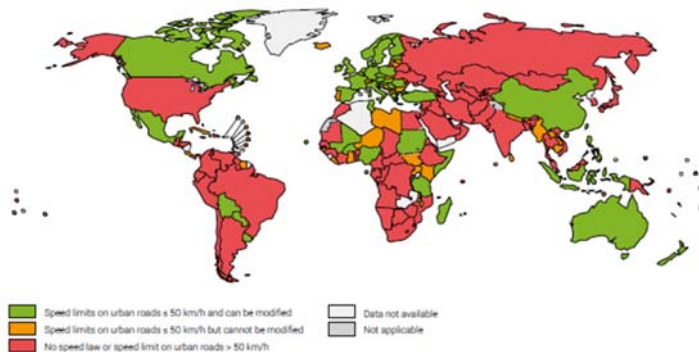 Speed limits on urban roads ≤ 50 km/h and can be modified
Speed limits on urban roads ≤ 50 km/h but cannot be modified
No speed law or speed limit on urban roads > 50 km/h
Data not available
Not applicable